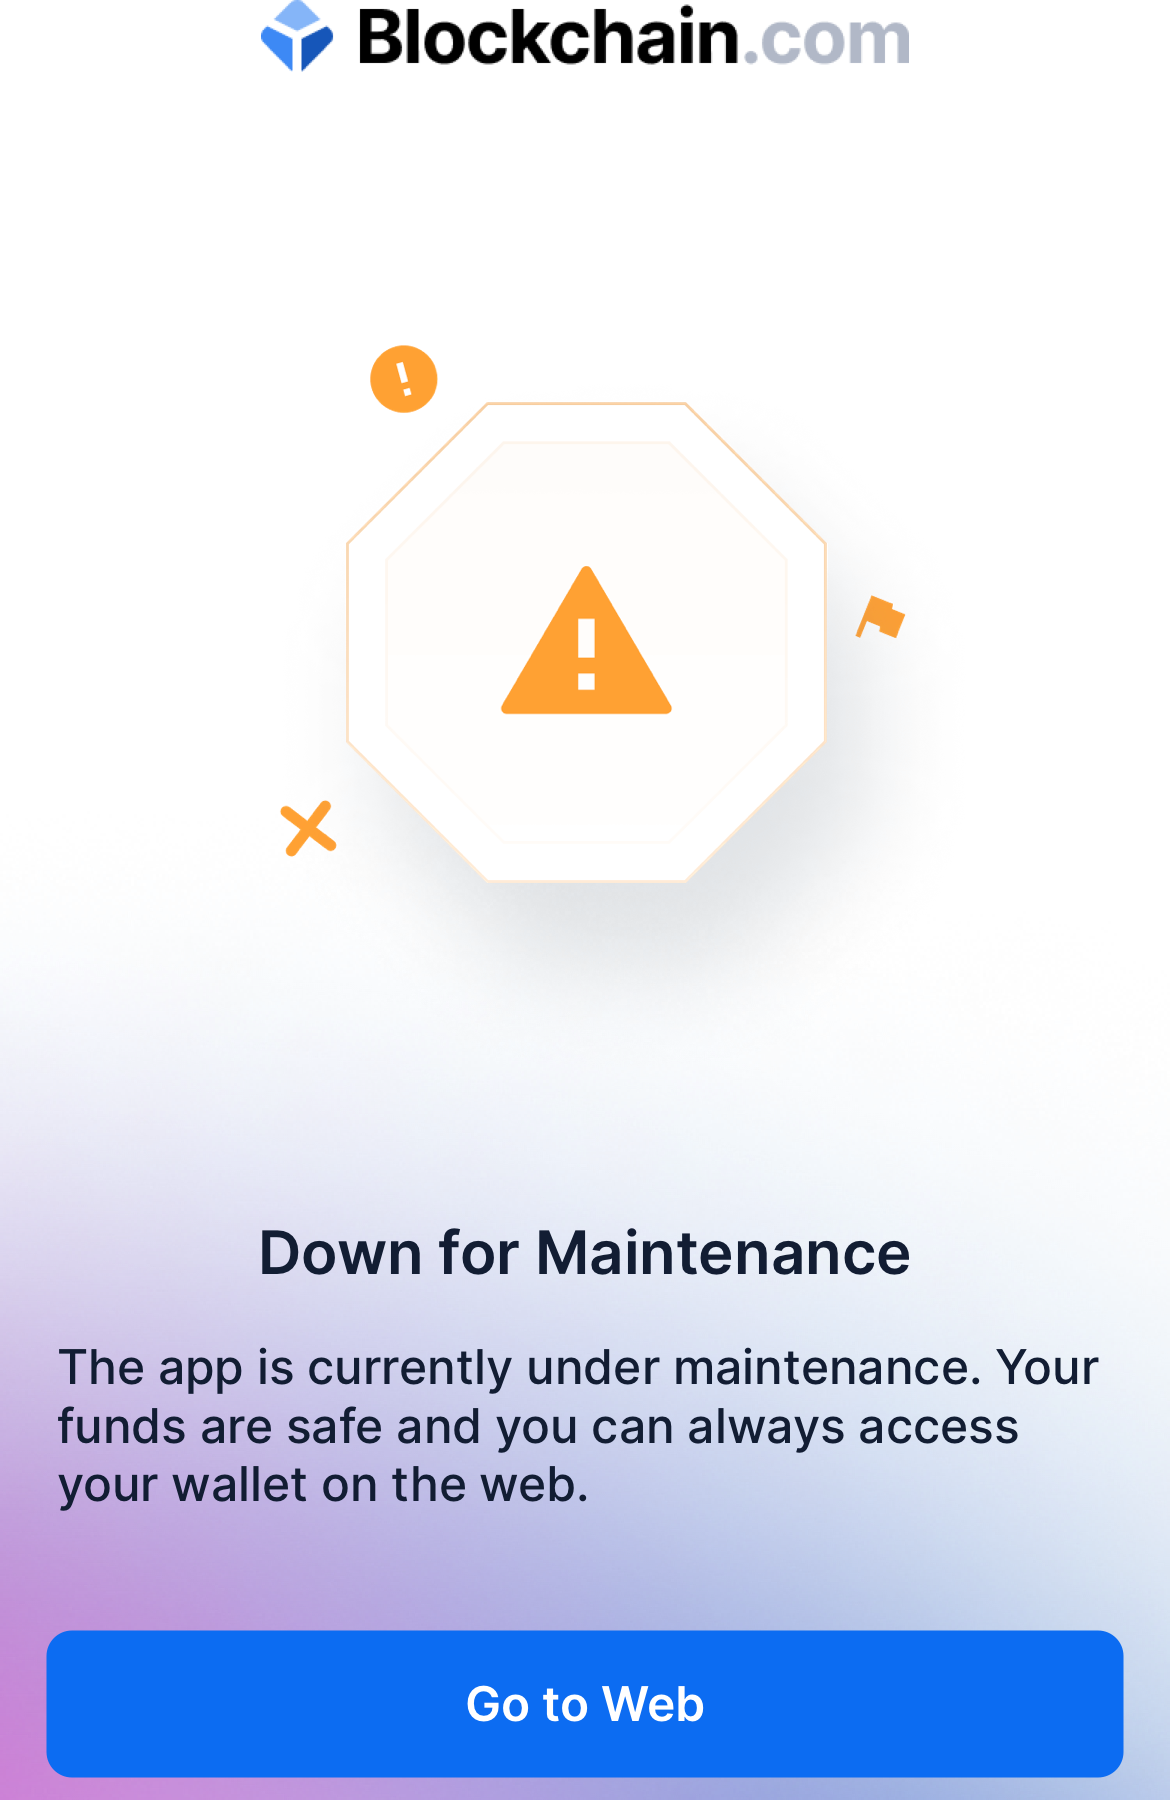 Blockchain.com
Down for Maintenance
The app is currently under maintenance. Your
funds are safe and you can always access
your wallet on the web.
Go to Web